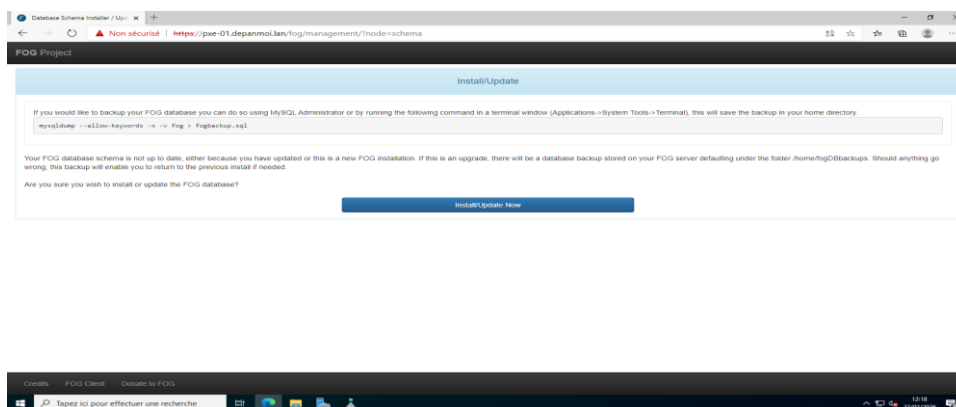 Database Schema Installer / Up
Non sécurisé | https://pxe-01.depanmoi.lan/fog/management/?node=schema
FOG Project
Install/Update
If you would like to backup your FOG database you can do so using MySQL Administrator or by running the following command in a terminal window (Applications->System Tools->Terminal), this will save the backup in your home directory.
mysqldump --allow-keywords -x -v fog > fogbackup.sql
Your FOG database schema is not up to date, either because you have updated or this is a new FOG installation. If this is an upgrade, there will be a database backup stored on your FOG server defaulting under the folder /home/fogDBbackups. Should anything go
wrong, this backup will enable you to return to the previous install if needed.
Are you sure you wish to install or update the FOG database?
Install/Update Now
Credits FOG Client Donate to FOG
Tapez ici pour effectuer une recherche
12:18